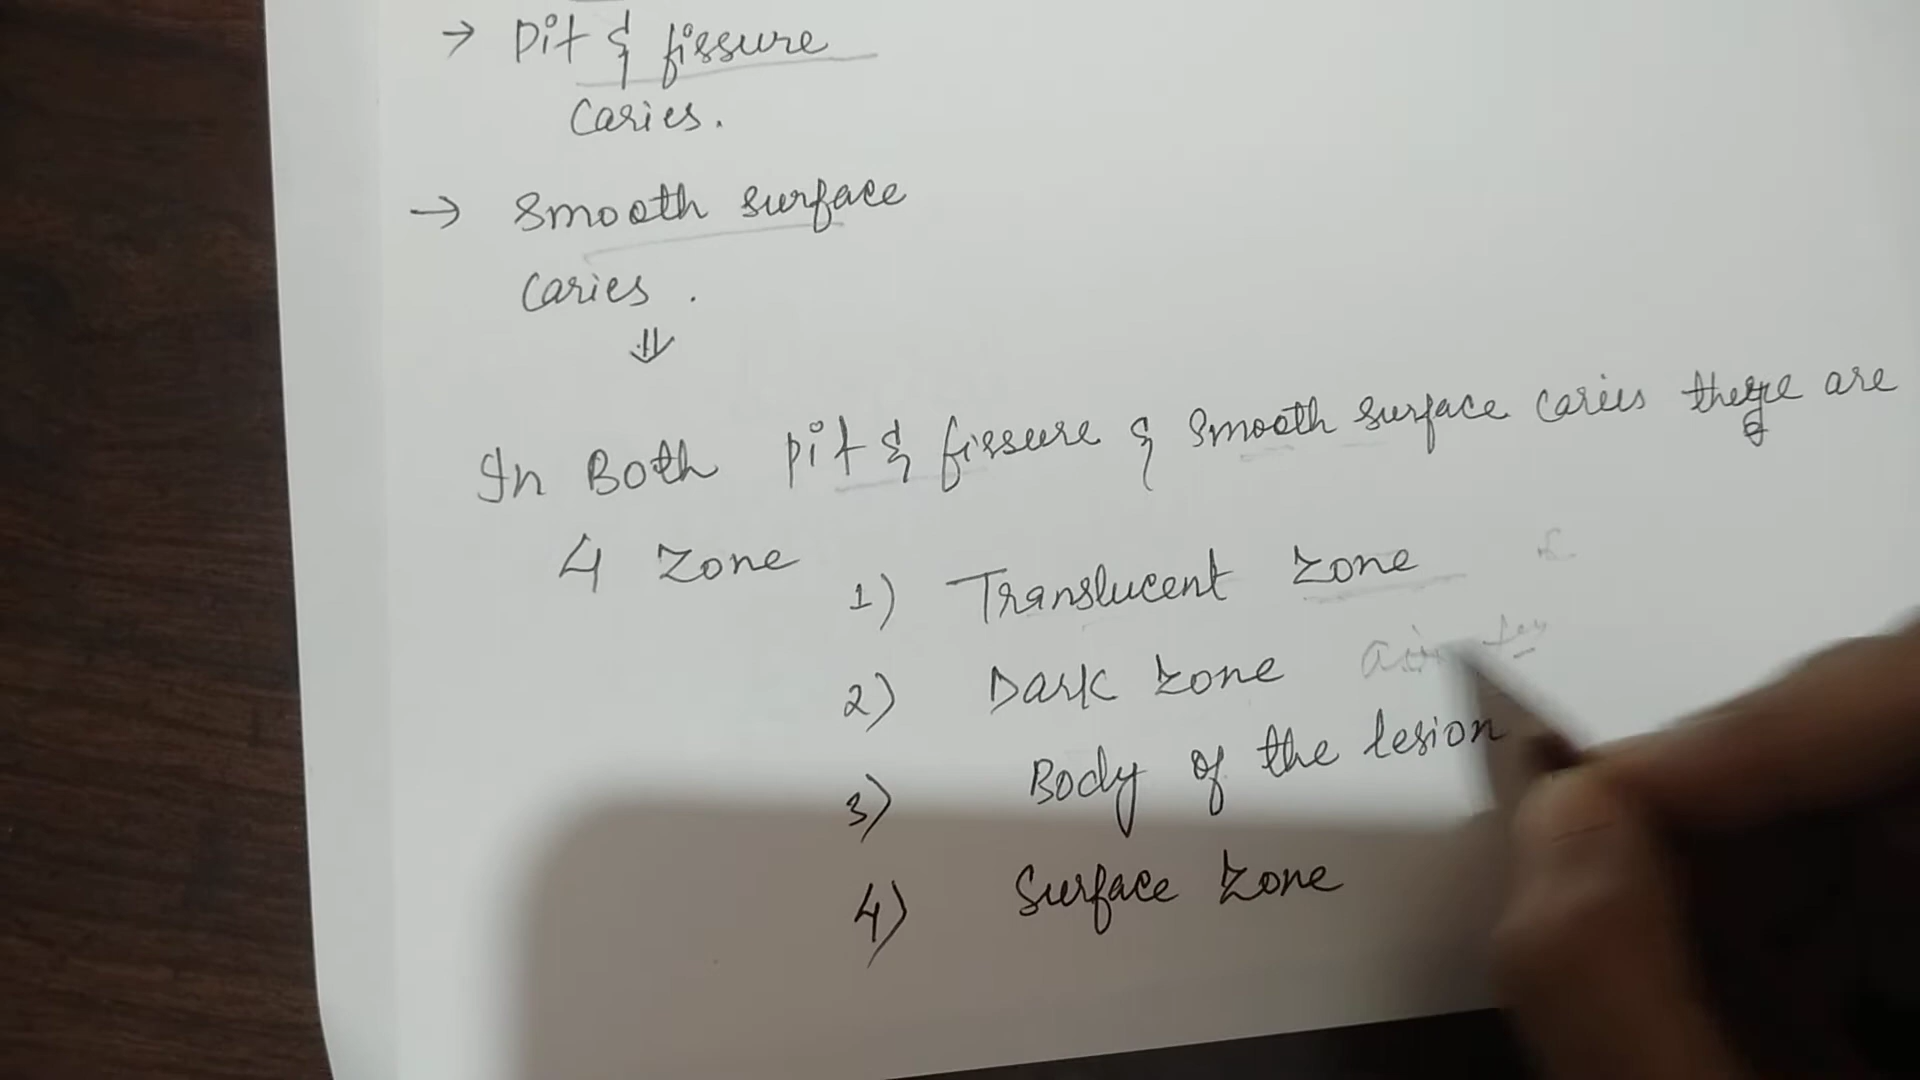 → Pit & fissure
Caries.
→ Smooth surface
Caries .
⇓
In Both pit & fissure & smooth surface caries there are
4 zone
1) Translucent zone
2) Dark zone
3) Body of the lesion
4) Surface zone